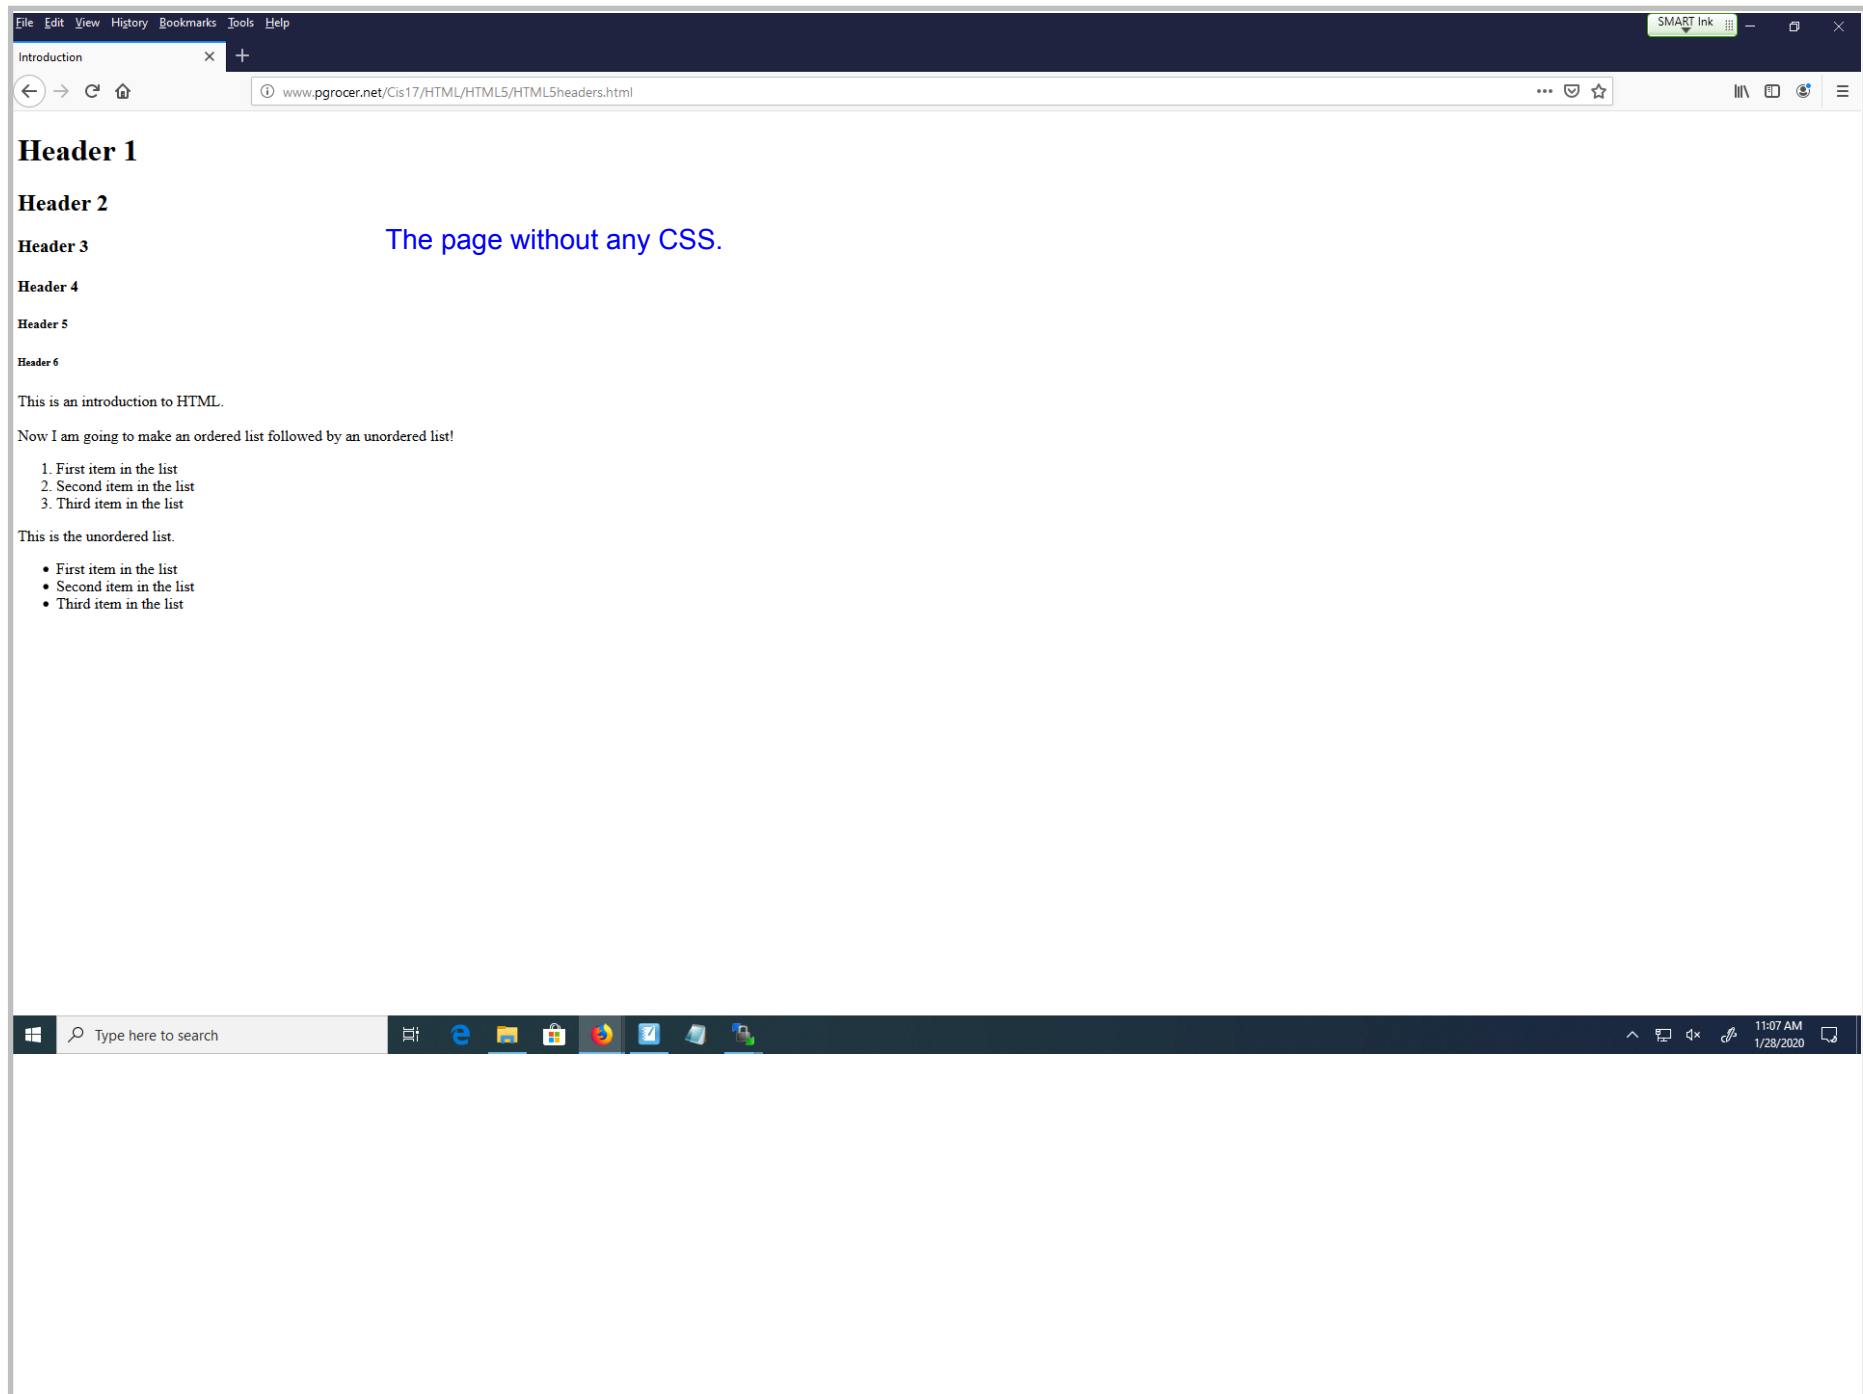 File Edit View History Bookmarks Tools Help
SMART Ink
Introduction
www.pgrocer.net/Cis17/HTML/HTML5/HTML5headers.html
Header 1
Header 2
Header 3
The page without any CSS.
Header 4
Header 5
Header 6
This is an introduction to HTML.
Now I am going to make an ordered list followed by an unordered list!
1. First item in the list
2. Second item in the list
3. Third item in the list
This is the unordered list.
• First item in the list
• Second item in the list
• Third item in the list
Type here to search
11:07 AM
1/28/2020